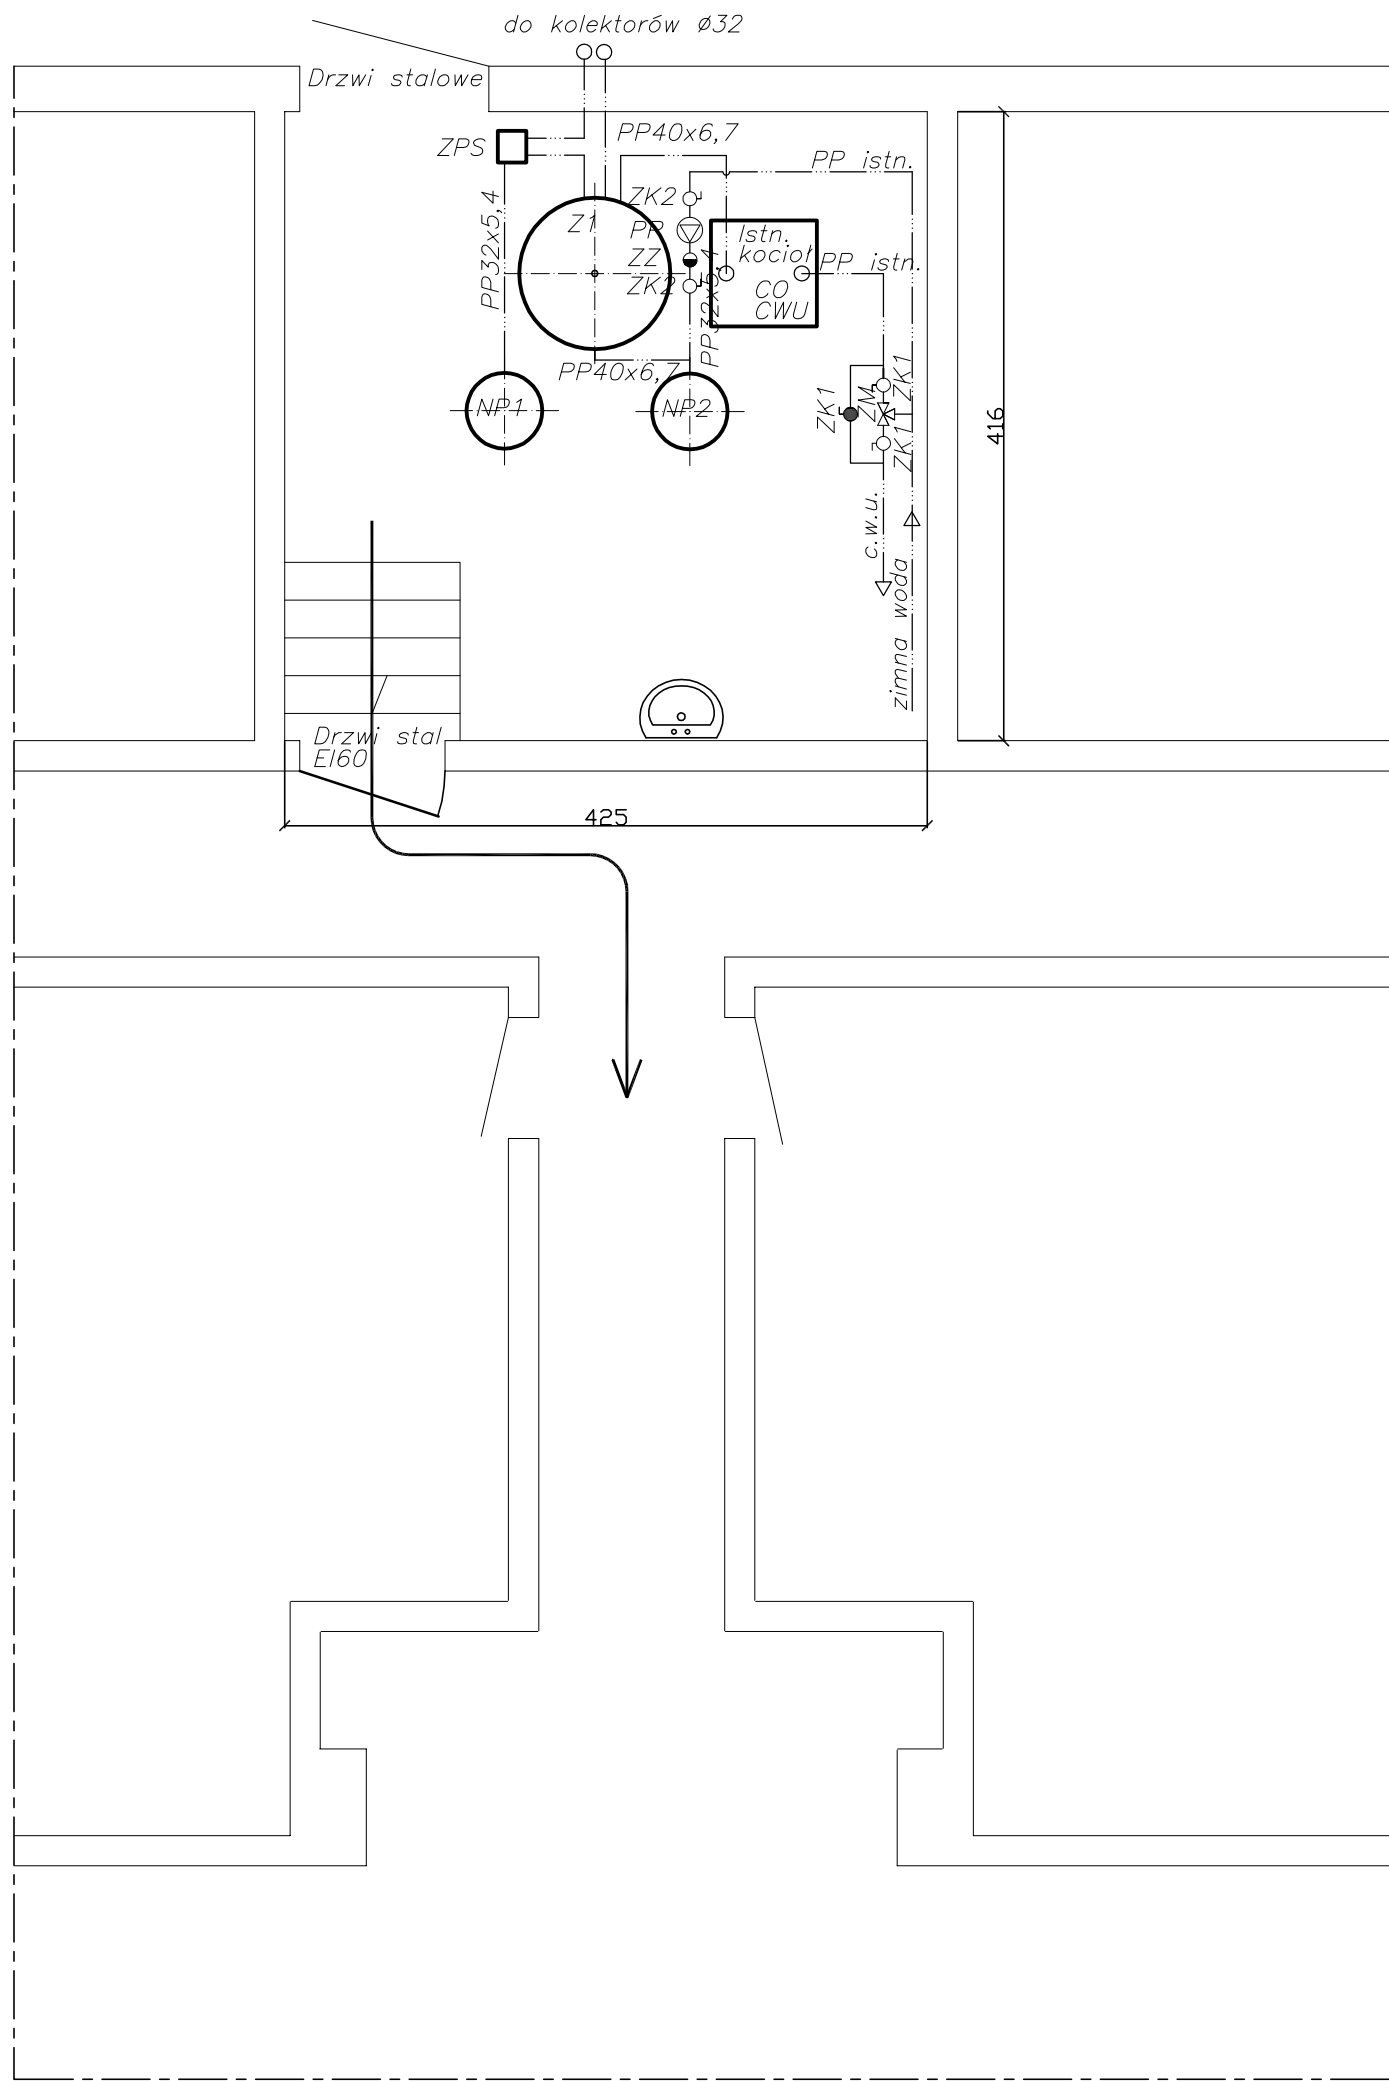 do kolektorów ø32
Drzwi stalowe
ZPS
PP40x6,7
PP istn.
PP32x5,4
Z1
ZK2
PP
ZZ
ZK2
PP32x5,4
Istn.
kocioł
CO
CWU
PP istn.
PP40x6,7
NP1
NP2
ZK1
ZM
ZK1
ZK1
416
c.w.u.
zimna woda
Drzwi stal
EI60
425